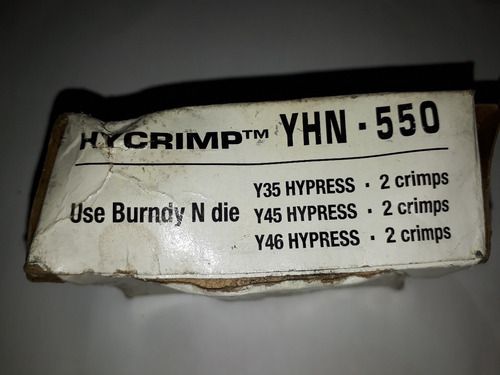 HYCRIMP™ YHN · 550
Y35 HYPRESS · 2 crimps
Use Burndy N die Y45 HYPRESS · 2 crimps
Y46 HYPRESS · 2 crimps